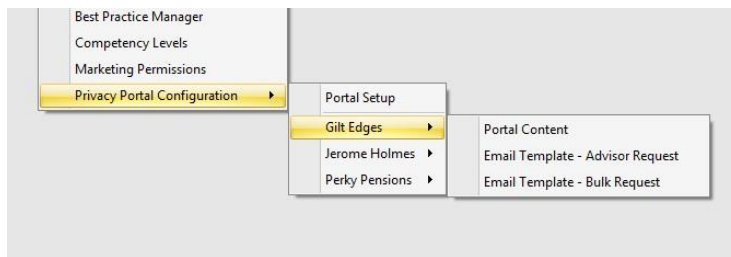 Best Practice Manager
Competency Levels
Marketing Permissions
Privacy Portal Configuration
Portal Setup
Gilt Edges
Jerome Holmes
Perky Pensions
Portal Content
Email Template - Advisor Request
Email Template - Bulk Request